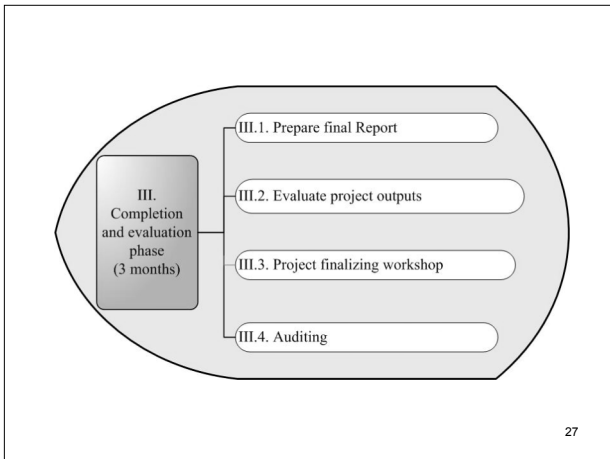 III.
Completion
and evaluation
phase
(3 months)
III.1. Prepare final Report
III.2. Evaluate project outputs
III.3. Project finalizing workshop
III.4. Auditing
27